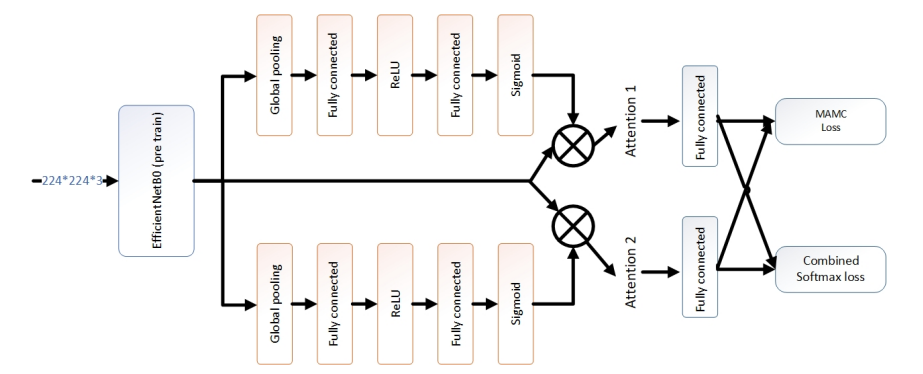 224*224*3
EfficientNetB0 (pre train)
Global pooling
Fully connected
ReLU
Fully connected
Sigmoid
Global pooling
Fully connected
ReLU
Fully connected
Sigmoid
Attention 1
Attention 2
Fully connected
Fully connected
MAMC
Loss
Combined
Softmax loss